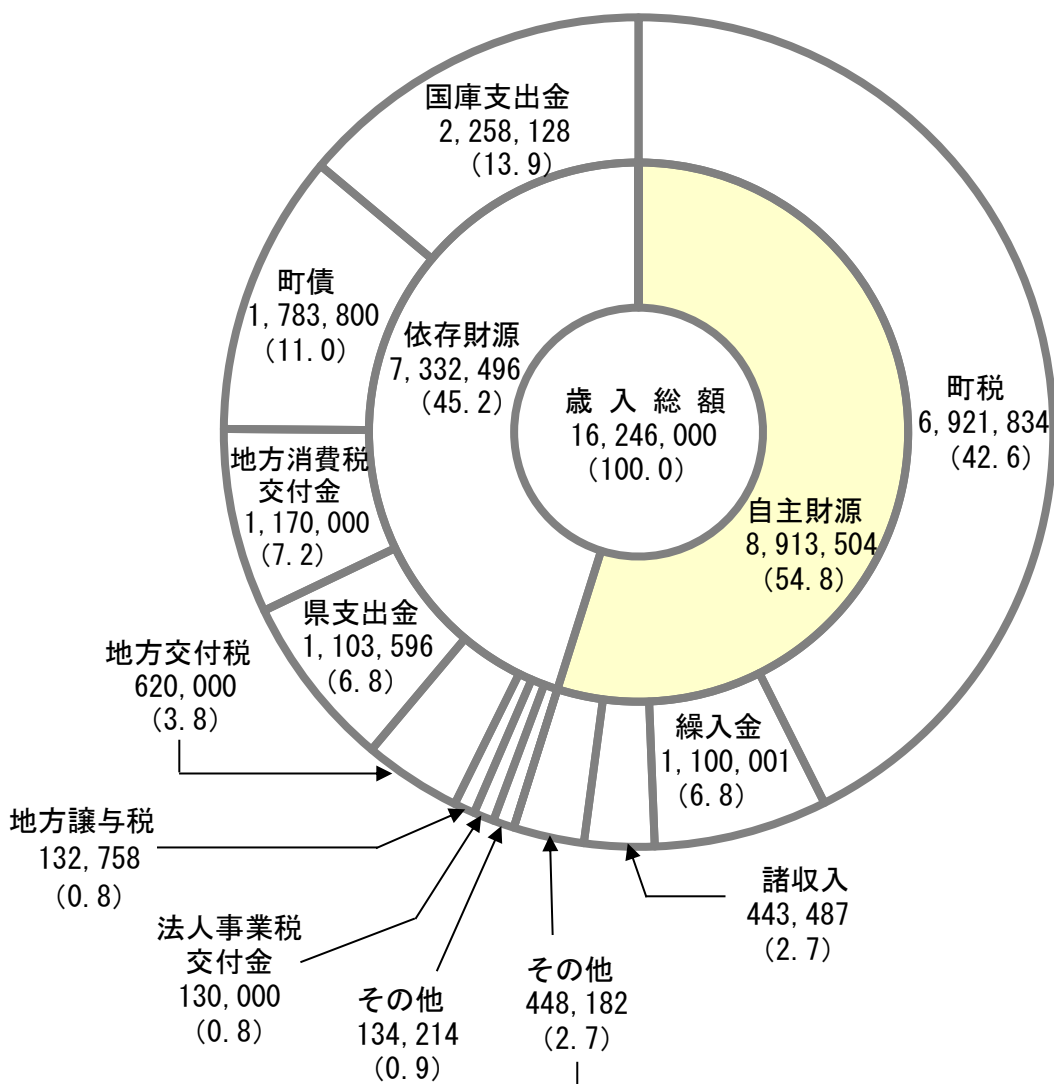 国庫支出金
2,258,128
(13.9)
町債
1,783,800
(11.0)
依存財源
7,332,496
(45.2)
歳入総額
16,246,000
(100.0)
町税
6,921,834
(42.6)
自主財源
8,913,504
(54.8)
地方消費税
交付金
1,170,000
(7.2)
県支出金
1,103,596
(6.8)
地方交付税
620,000
(3.8)
繰入金
1,100,001
(6.8)
地方譲与税
132,758
(0.8)
諸収入
443,487
(2.7)
法人事業税
交付金
130,000
(0.8)
その他
134,214
(0.9)
その他
448,182
(2.7)